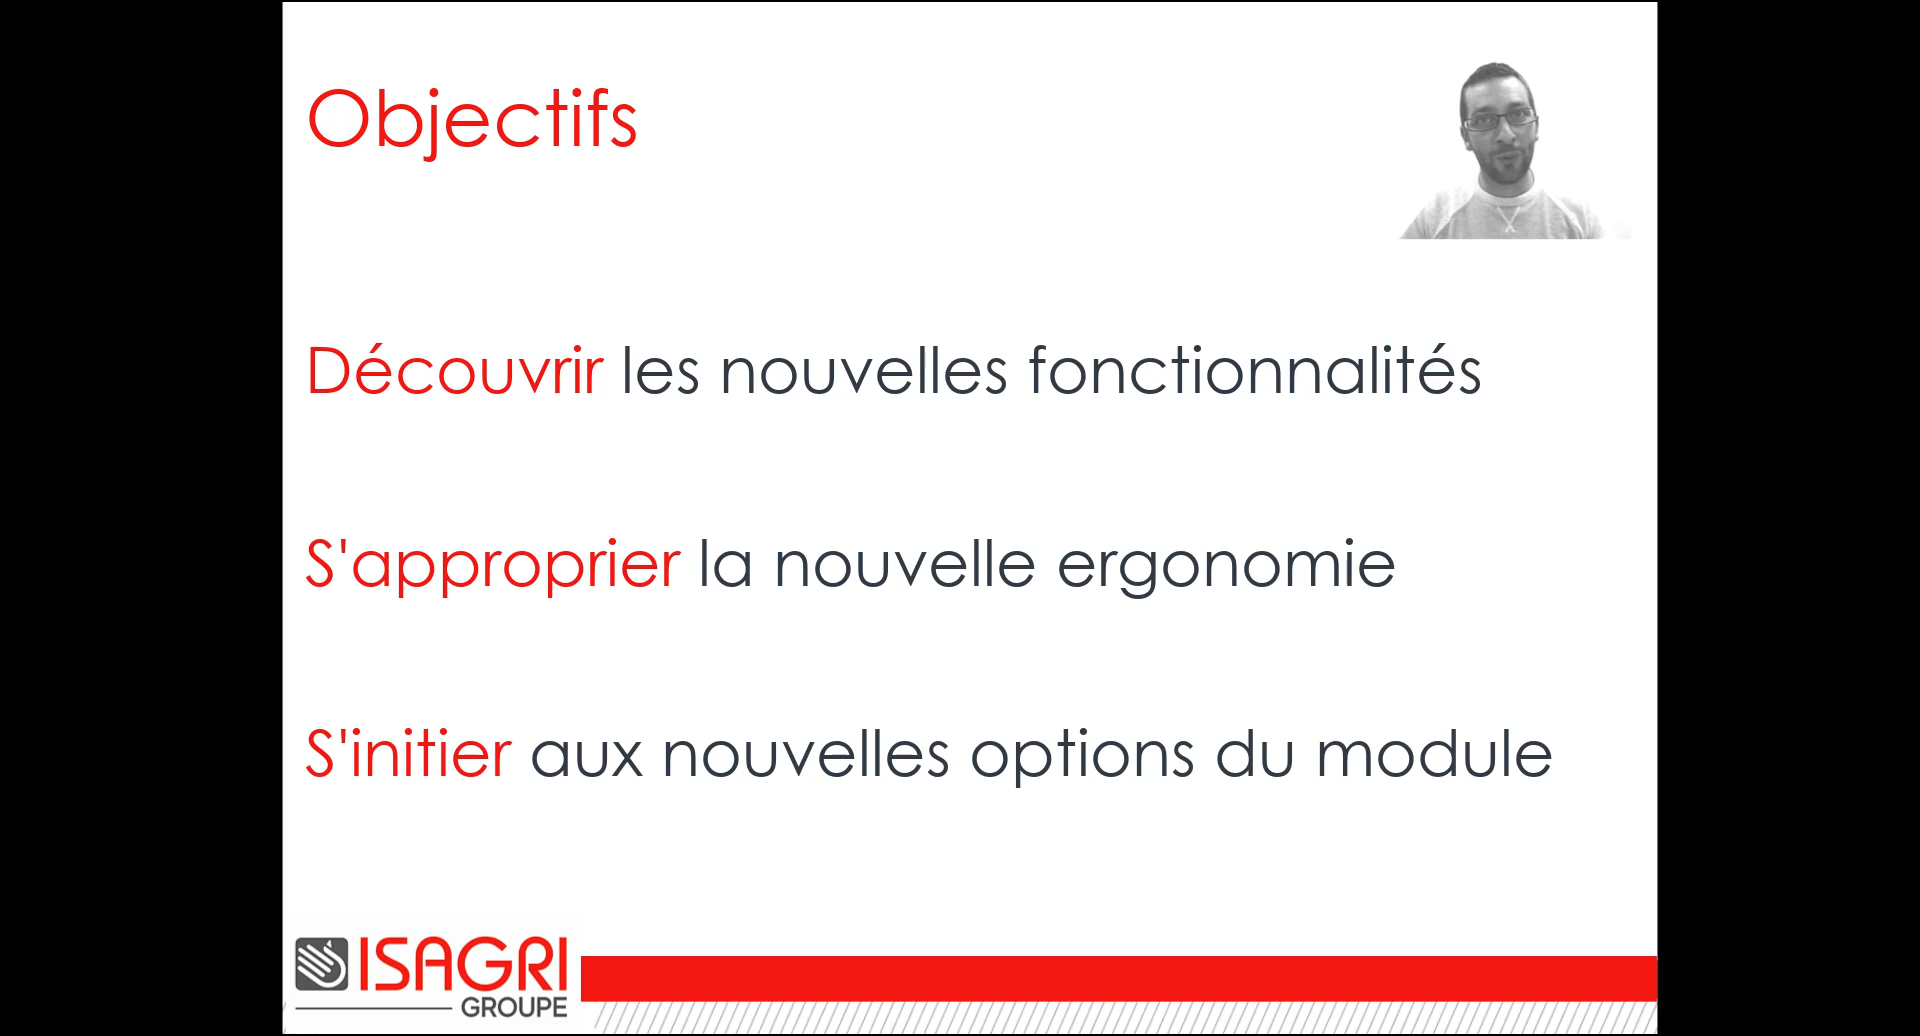 Objectifs
Découvrir les nouvelles fonctionnalités
S'approprier la nouvelle ergonomie
S'initier aux nouvelles options du module
ISAGRI
GROUPE